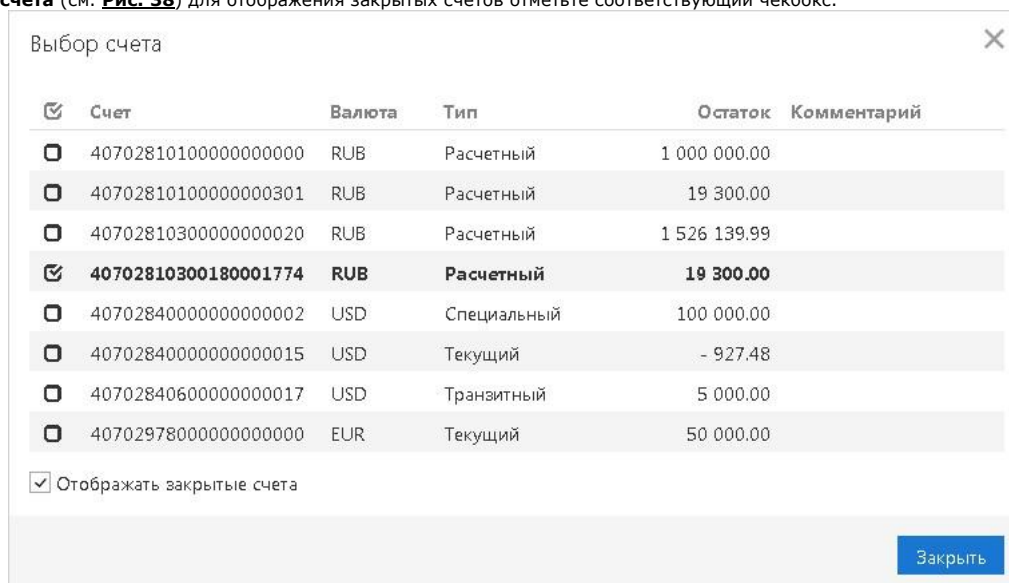 счета (см. Рис. 38) для отображения закрытых счетов отметьте соответствующий чекбокс.
Выбор счета
Счет Валюта Тип Остаток Комментарий
40702810100000000000 RUB Расчетный 1 000 000.00
40702810100000000301 RUB Расчетный 19 300.00
40702810300000000020 RUB Расчетный 1 526 139.99
40702810300180001774 RUB Расчетный 19 300.00
40702840000000000002 USD Специальный 100 000.00
40702840000000000015 USD Текущий - 927.48
40702840600000000017 USD Транзитный 5 000.00
40702978000000000000 EUR Текущий 50 000.00
Отображать закрытые счета
Закрыть